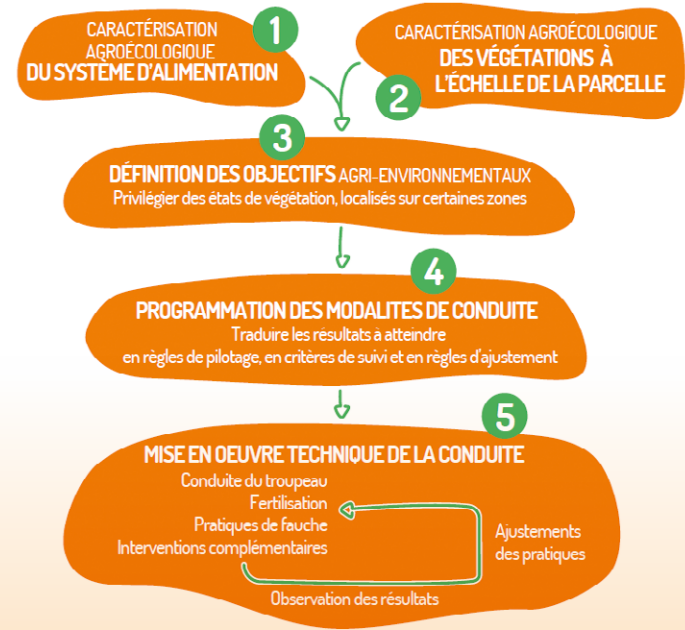 1
CARACTÉRISATION
AGROÉCOLOGIQUE
DU SYSTÈME D'ALIMENTATION
2
CARACTÉRISATION AGROÉCOLOGIQUE
DES VÉGÉTATIONS À
L'ÉCHELLE DE LA PARCELLE
3
DÉFINITION DES OBJECTIFS AGRI-ENVIRONNEMENTAUX
Privilégier des états de végétation, localisés sur certaines zones
4
PROGRAMMATION DES MODALITES DE CONDUITE
Traduire les résultats à atteindre
en règles de pilotage, en critères de suivi et en règles d'ajustement
5
MISE EN OEUVRE TECHNIQUE DE LA CONDUITE
Conduite du troupeau
Fertilisation
Pratiques de fauche
Interventions complémentaires
Ajustements
des pratiques
Observation des résultats